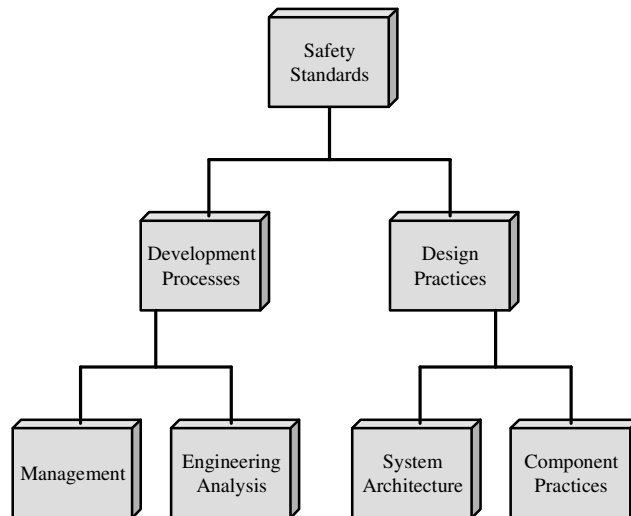 Safety
Standards
Development
Processes
Design
Practices
Management
Engineering
Analysis
System
Architecture
Component
Practices